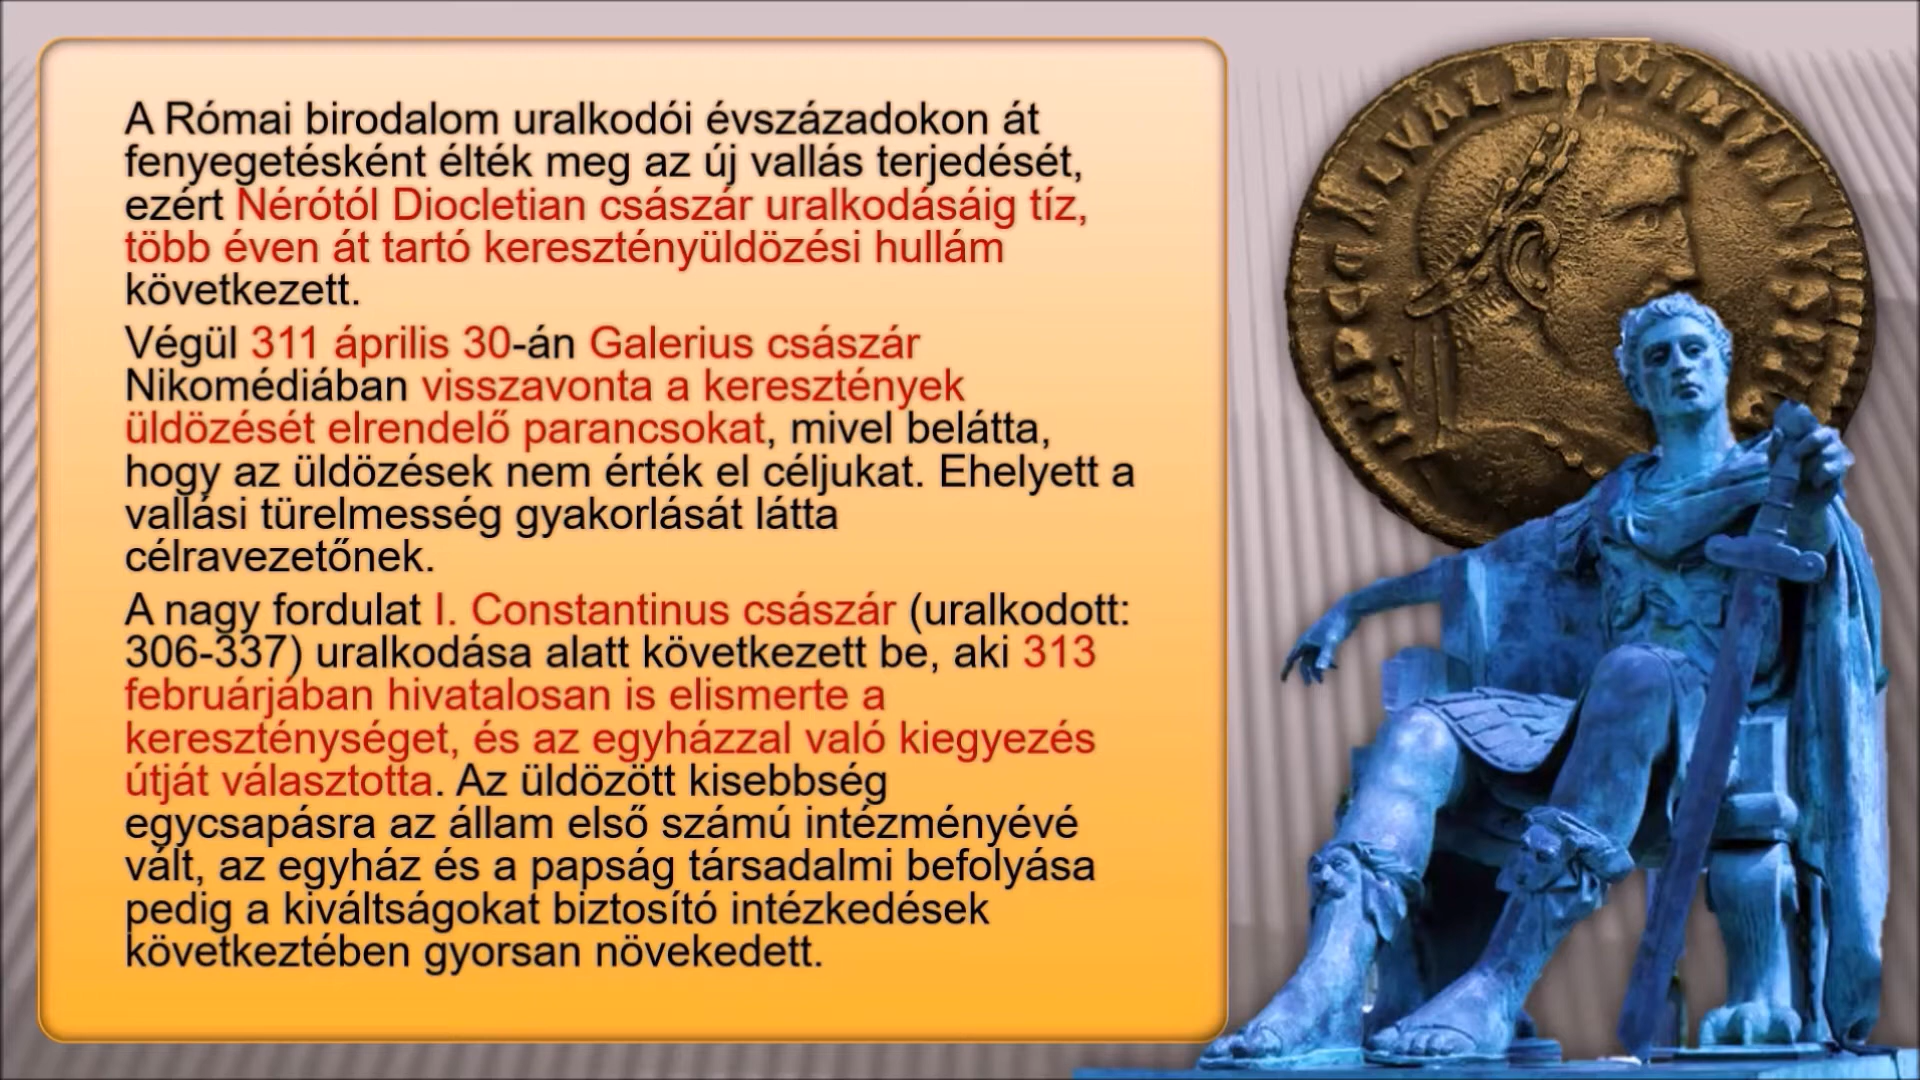 A Római birodalom uralkodói évszázadokon át
fenyegetésként élték meg az új vallás terjedését,
ezért Nérótól Diocletian császár uralkodásáig tíz,
több éven át tartó keresztényüldözési hullám
következett.
Végül 311 április 30-án Galerius császár
Nikomédiában visszavonta a keresztények
üldözését elrendelő parancsokat, mivel belátta,
hogy az üldözések nem érték el céljukat. Ehelyett a
vallási türelmesség gyakorlását látta
célravezetőnek.
A nagy fordulat I. Constantinus császár (uralkodott:
306-337) uralkodása alatt következett be, aki 313
februárjában hivatalosan is elismerte a
kereszténységet, és az egyházzal való kiegyezés
útját választotta. Az üldözött kisebbség
egycsapásra az állam első számú intézményévé
vált, az egyház és a papság társadalmi befolyása
pedig a kiváltságokat biztosító intézkedések
következtében gyorsan növekedett.